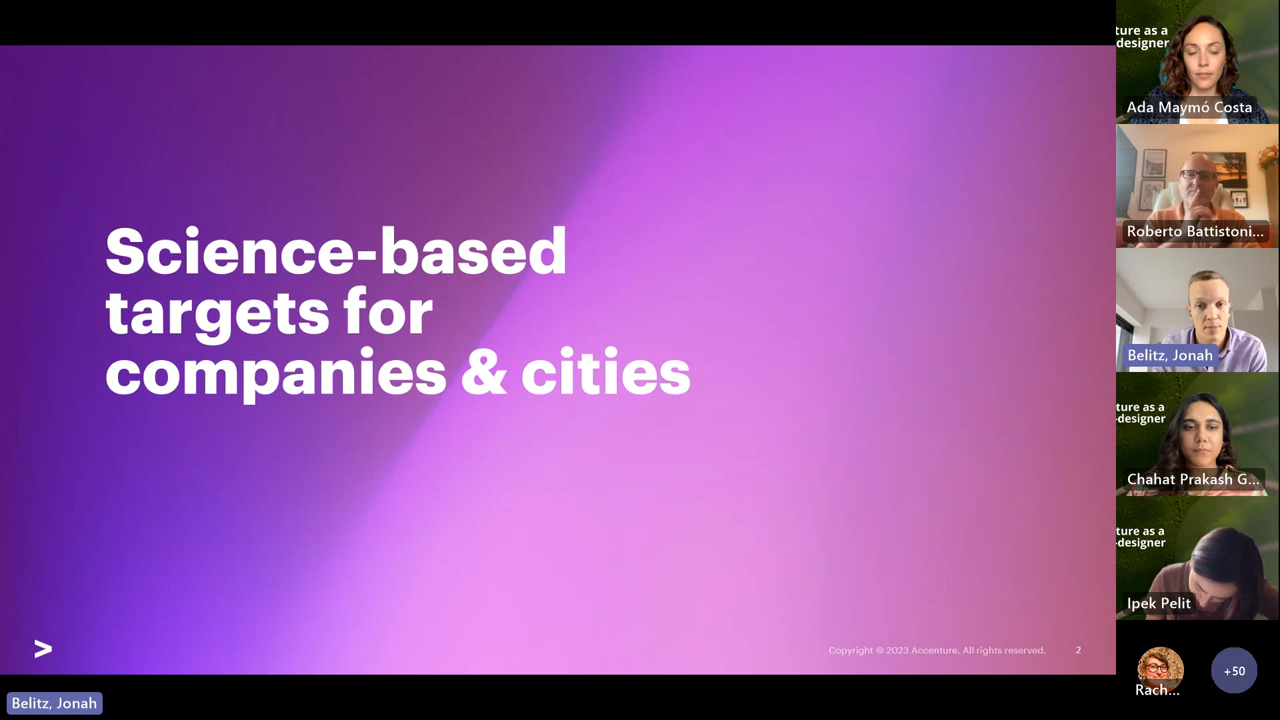 Science-based
targets for
companies & cities
>
Copyright © 2023 Accenture. All rights reserved.
2
Belitz, Jonah
ture as a
designer
Ada Maymó Costa
Roberto Battistoni...
Belitz, Jonah
ture as a
-designer
Chahat Prakash G...
ture as a
-designer
Ipek Pelit
Rach...
+50